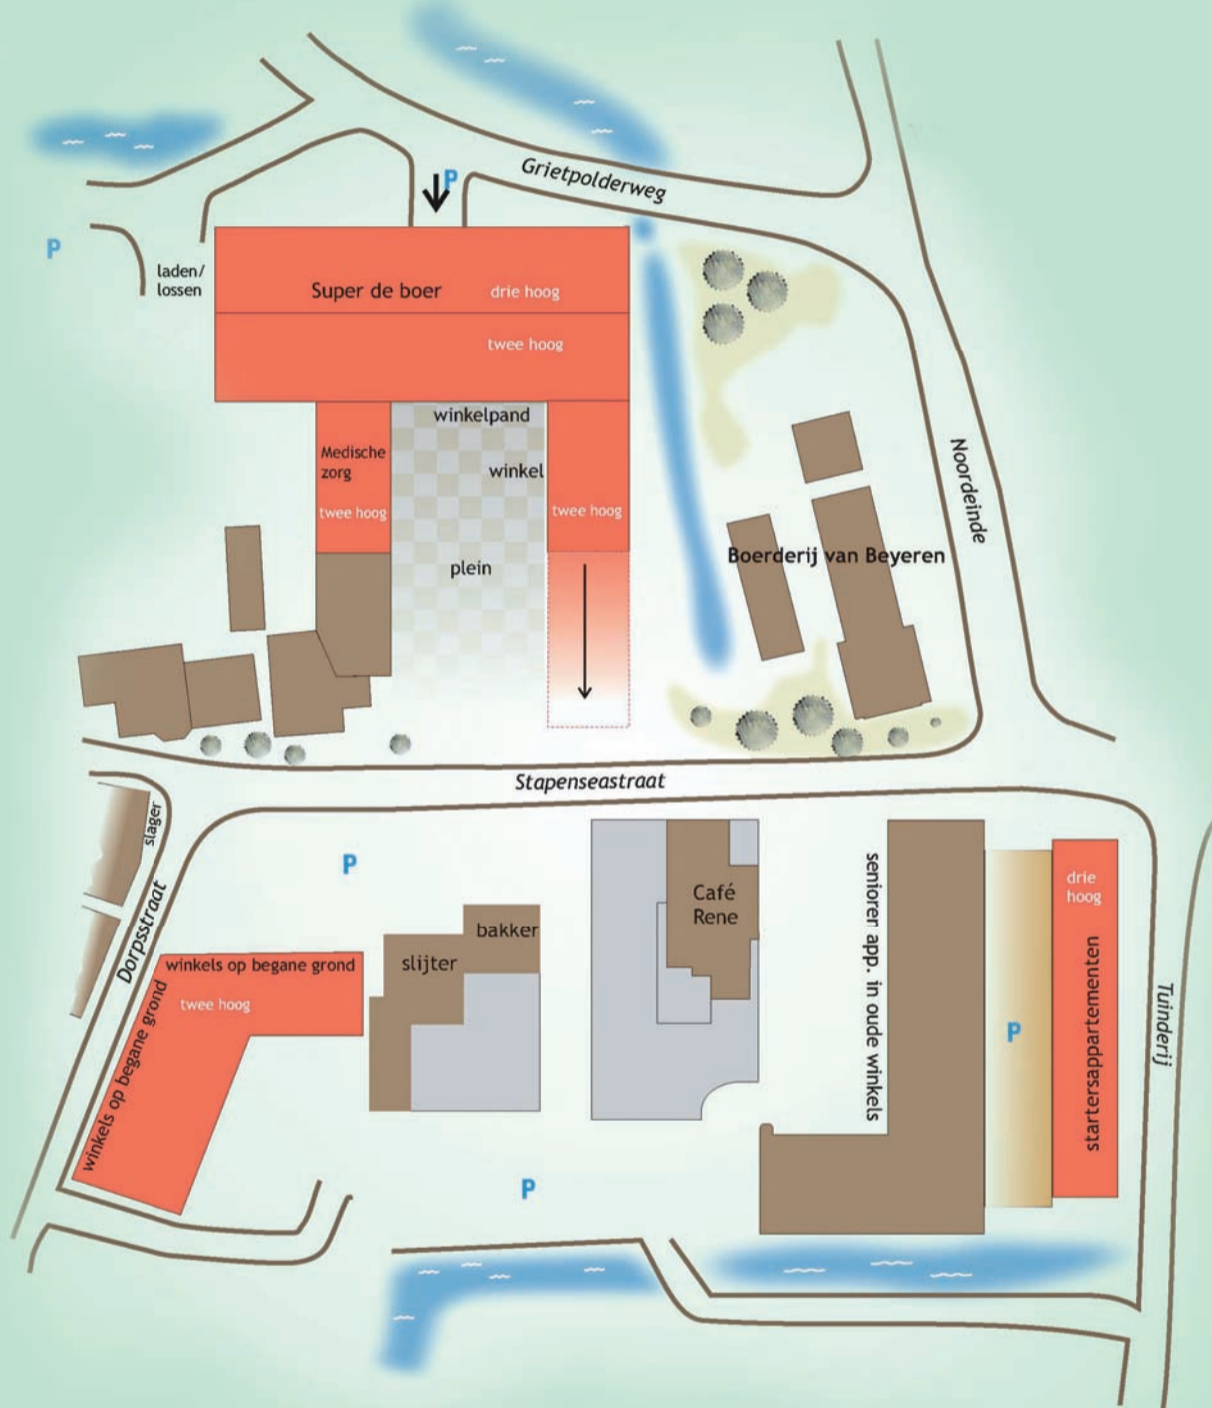 Grietpolderweg
P
P
laden/
lossen
Super de boer
drie hoog
twee hoog
winkelpand
Medische
zorg
winkel
twee hoog
twee hoog
plein
Noordeinde
Boerderij van Beyeren
Stapenseastraat
slager
Dorpsstraat
P
bakker
slijter
Café
Rene
seniorer app. in oude winkels
drie
hoog
startersappartementen
P
Tuinderij
winkels op begane grond
twee hoog
winkels op begane grond
P